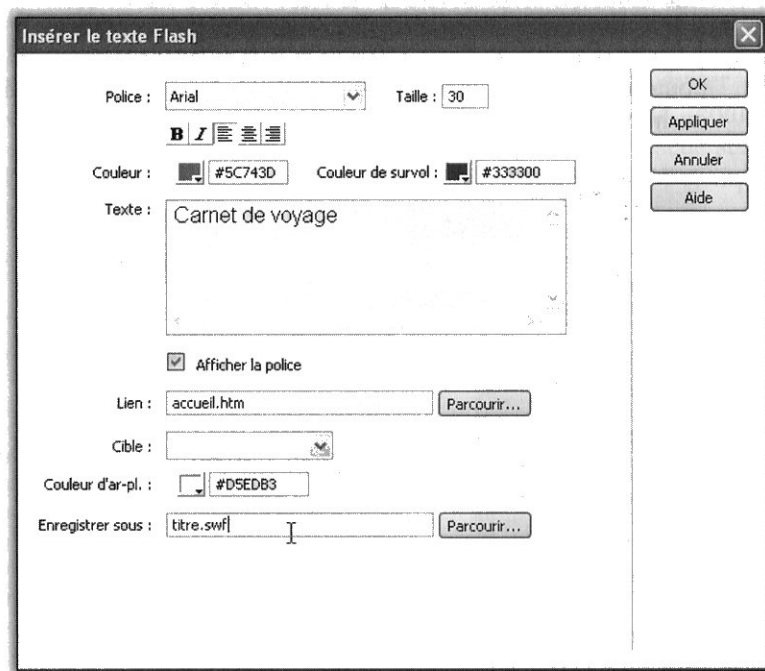 Insérer le texte Flash
Police : Arial Taille : 30 OK
B I Appliquer
Couleur : #5C743D Couleur de survol : #333300 Annuler
Texte : Carnet de voyage Aide
Afficher la police
Lien : accueil.htm Parcourir...
Cible :
Couleur d'ar-pl. : #D5EDB3
Enregistrer sous : titre.swf Parcourir...